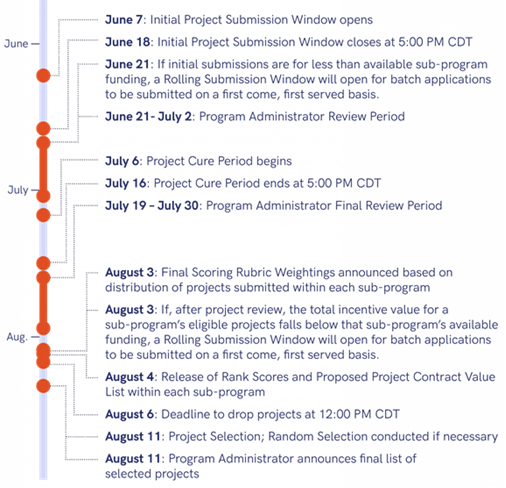 June 7: Initial Project Submission Window opens
June
June 18: Initial Project Submission Window closes at 5:00 PM CDT
June 21: If initial submissions are for less than available sub-program
funding, a Rolling Submission Window will open for batch applications
to be submitted on a first come, first served basis.
June 21- July 2: Program Administrator Review Period
July 6: Project Cure Period begins
July
July 16: Project Cure Period ends at 5:00 PM CDT
July 19 – July 30: Program Administrator Final Review Period
August 3: Final Scoring Rubric Weightings announced based on
distribution of projects submitted within each sub-program
August 3: If, after project review, the total incentive value for a
sub-program's eligible projects falls below that sub-program's available
Aug.
funding, a Rolling Submission Window will open for batch applications
to be submitted on a first come, first served basis.
August 4: Release of Rank Scores and Proposed Project Contract Value
List within each sub-program
August 6: Deadline to drop projects at 12:00 PM CDT
August 11: Project Selection; Random Selection conducted if necessary
August 11: Program Administrator announces final list of
selected projects